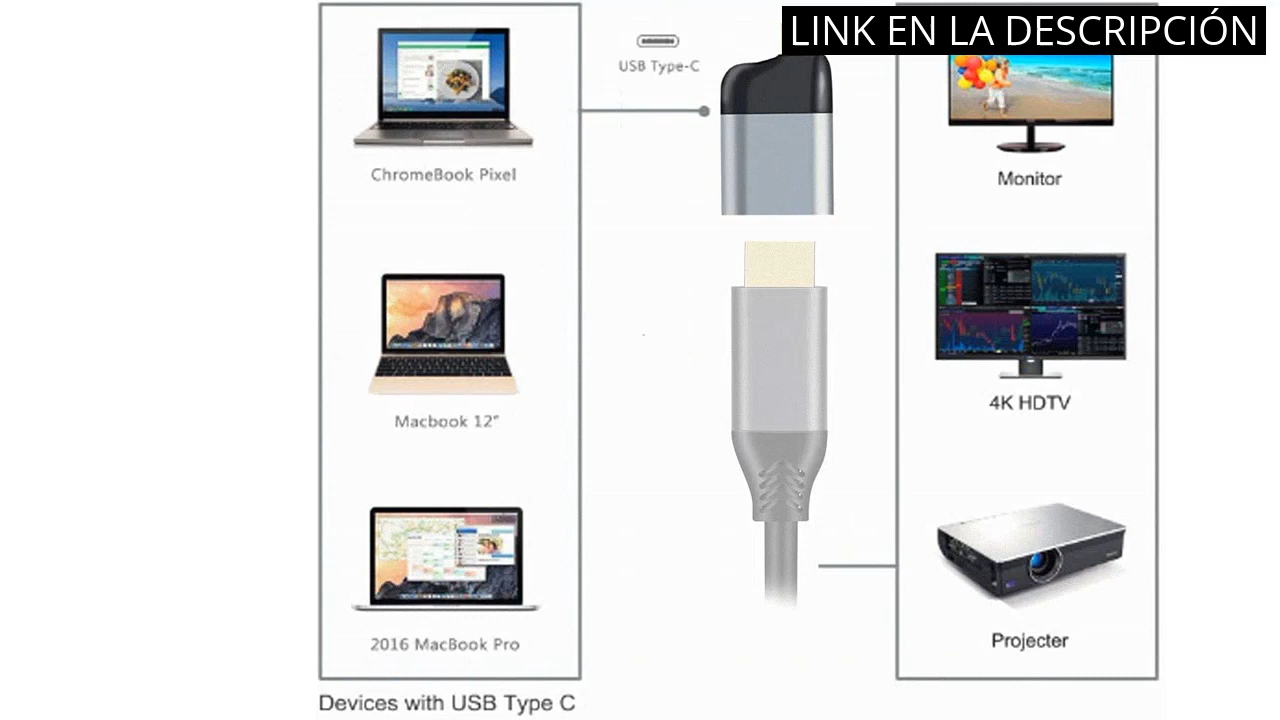 LINK EN LA DESCRIPCIÓN
USB Type-C
ChromeBook Pixel
Monitor
Macbook 12"
4K HDTV
2016 MacBook Pro
Projecter
Devices with USB Type C